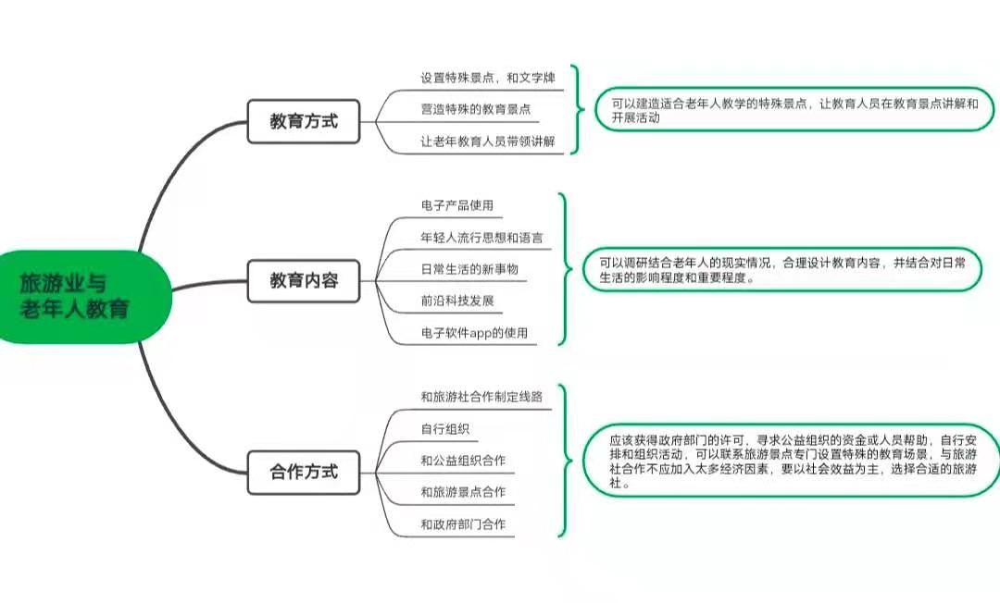 旅游业与
老年人教育
教育方式
设置特殊景点，和文字牌
营造特殊的教育景点
让老年教育人员带领讲解
可以建造适合老年人教学的特殊景点，让教育人员在教育景点讲解和
开展活动
教育内容
电子产品使用
年轻人流行思想和语言
日常生活的新事物
前沿科技发展
电子软件app的使用
可以调研结合老年人的现实情况，合理设计教育内容，并结合对日常
生活的影响程度和重要程度。
合作方式
和旅游社合作制定线路
自行组织
和公益组织合作
和旅游景点合作
和政府部门合作
应该获得政府部门的许可，寻求公益组织的资金或人员帮助，自行安
排和组织活动，可以联系旅游景点专门设置特殊的教育场景，与旅游
社合作不应加入太多经济因素，要以社会效益为主，选择合适的旅游
社。